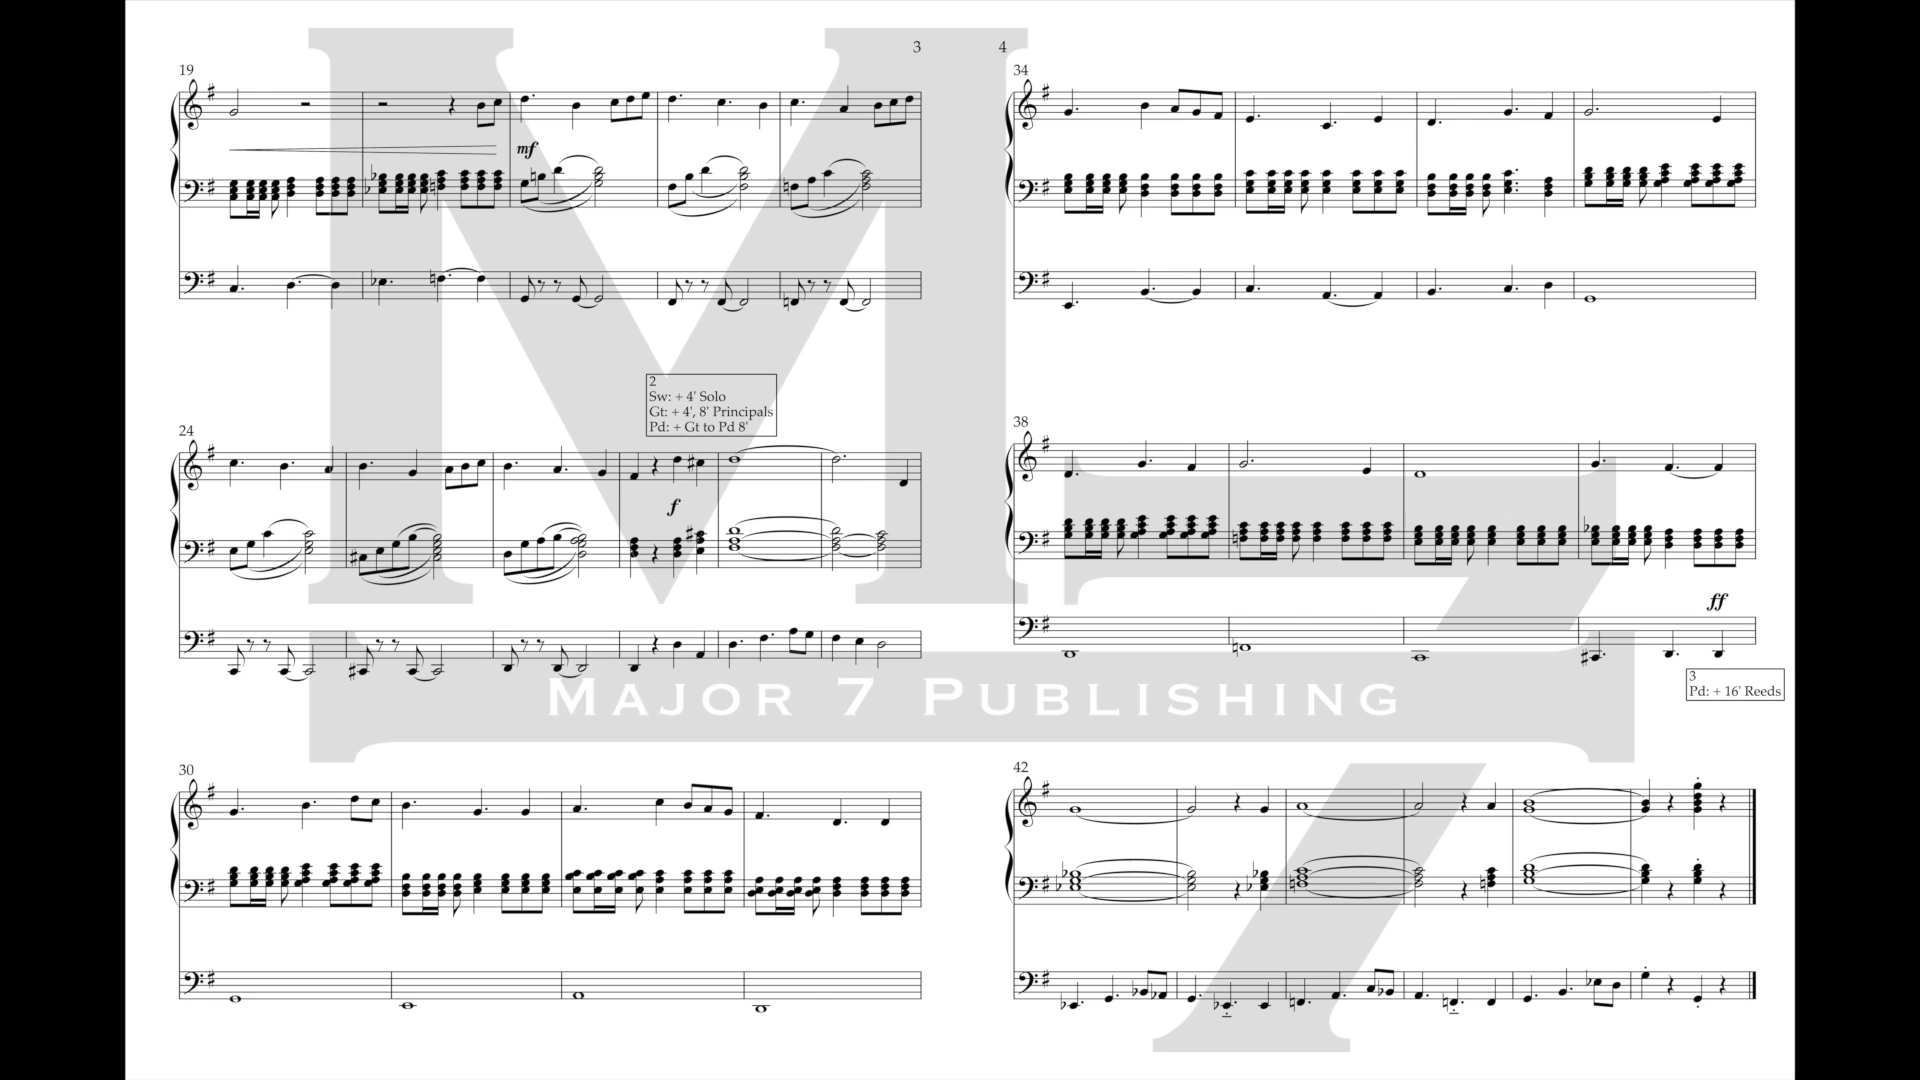 3
19
mf
2
Sw: + 4' Solo
Gt: + 4', 8' Principals
Pd: + Gt to Pd 8'
24
f
30
4
34
38
ff
3
Pd: + 16' Reeds
42
M7
MAJOR 7 PUBLISHING